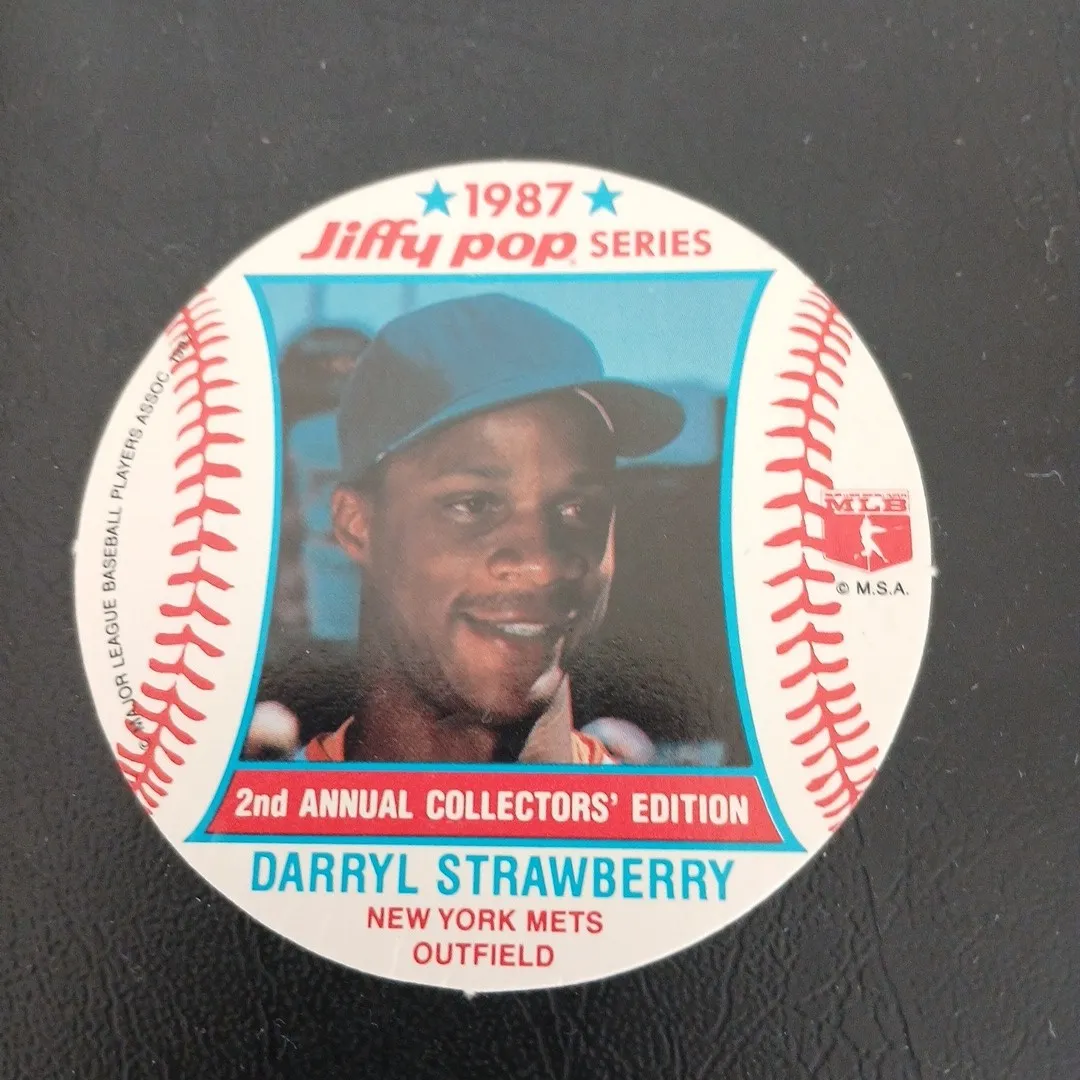 1987
Jiffy pop. SERIES
© MAJOR LEAGUE BASEBALL PLAYERS ASSOC.
MLB
© M.S.A.
2nd ANNUAL COLLECTORS' EDITION
DARRYL STRAWBERRY
NEW YORK METS
OUTFIELD